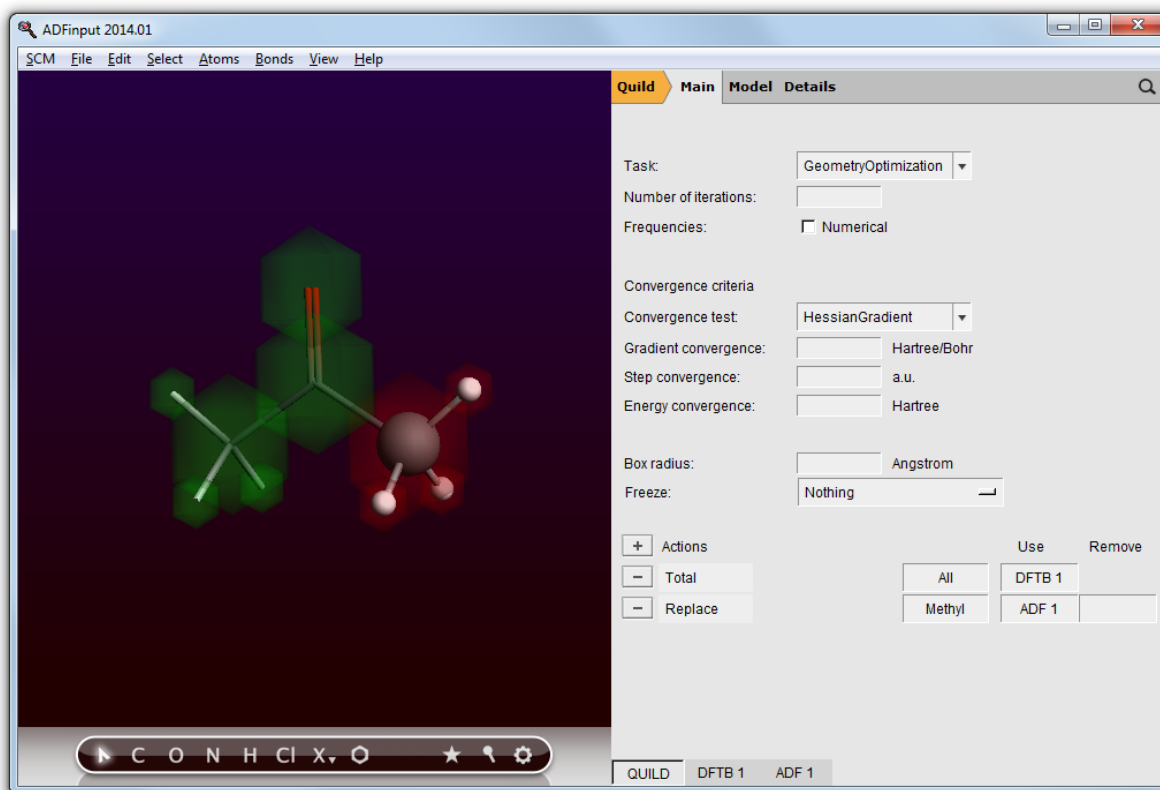 ADFinput 2014.01
SCM File Edit Select Atoms Bonds View Help
Quild Main Model Details
Task: GeometryOptimization
Number of iterations:
Frequencies: Numerical
Convergence criteria
Convergence test: HessianGradient
Gradient convergence: Hartree/Bohr
Step convergence: a.u.
Energy convergence: Hartree
Box radius: Angstrom
Freeze: Nothing
+ Actions Use Remove
− Total All DFTB 1
− Replace Methyl ADF 1
C O N H Cl X
QUILD DFTB 1 ADF 1